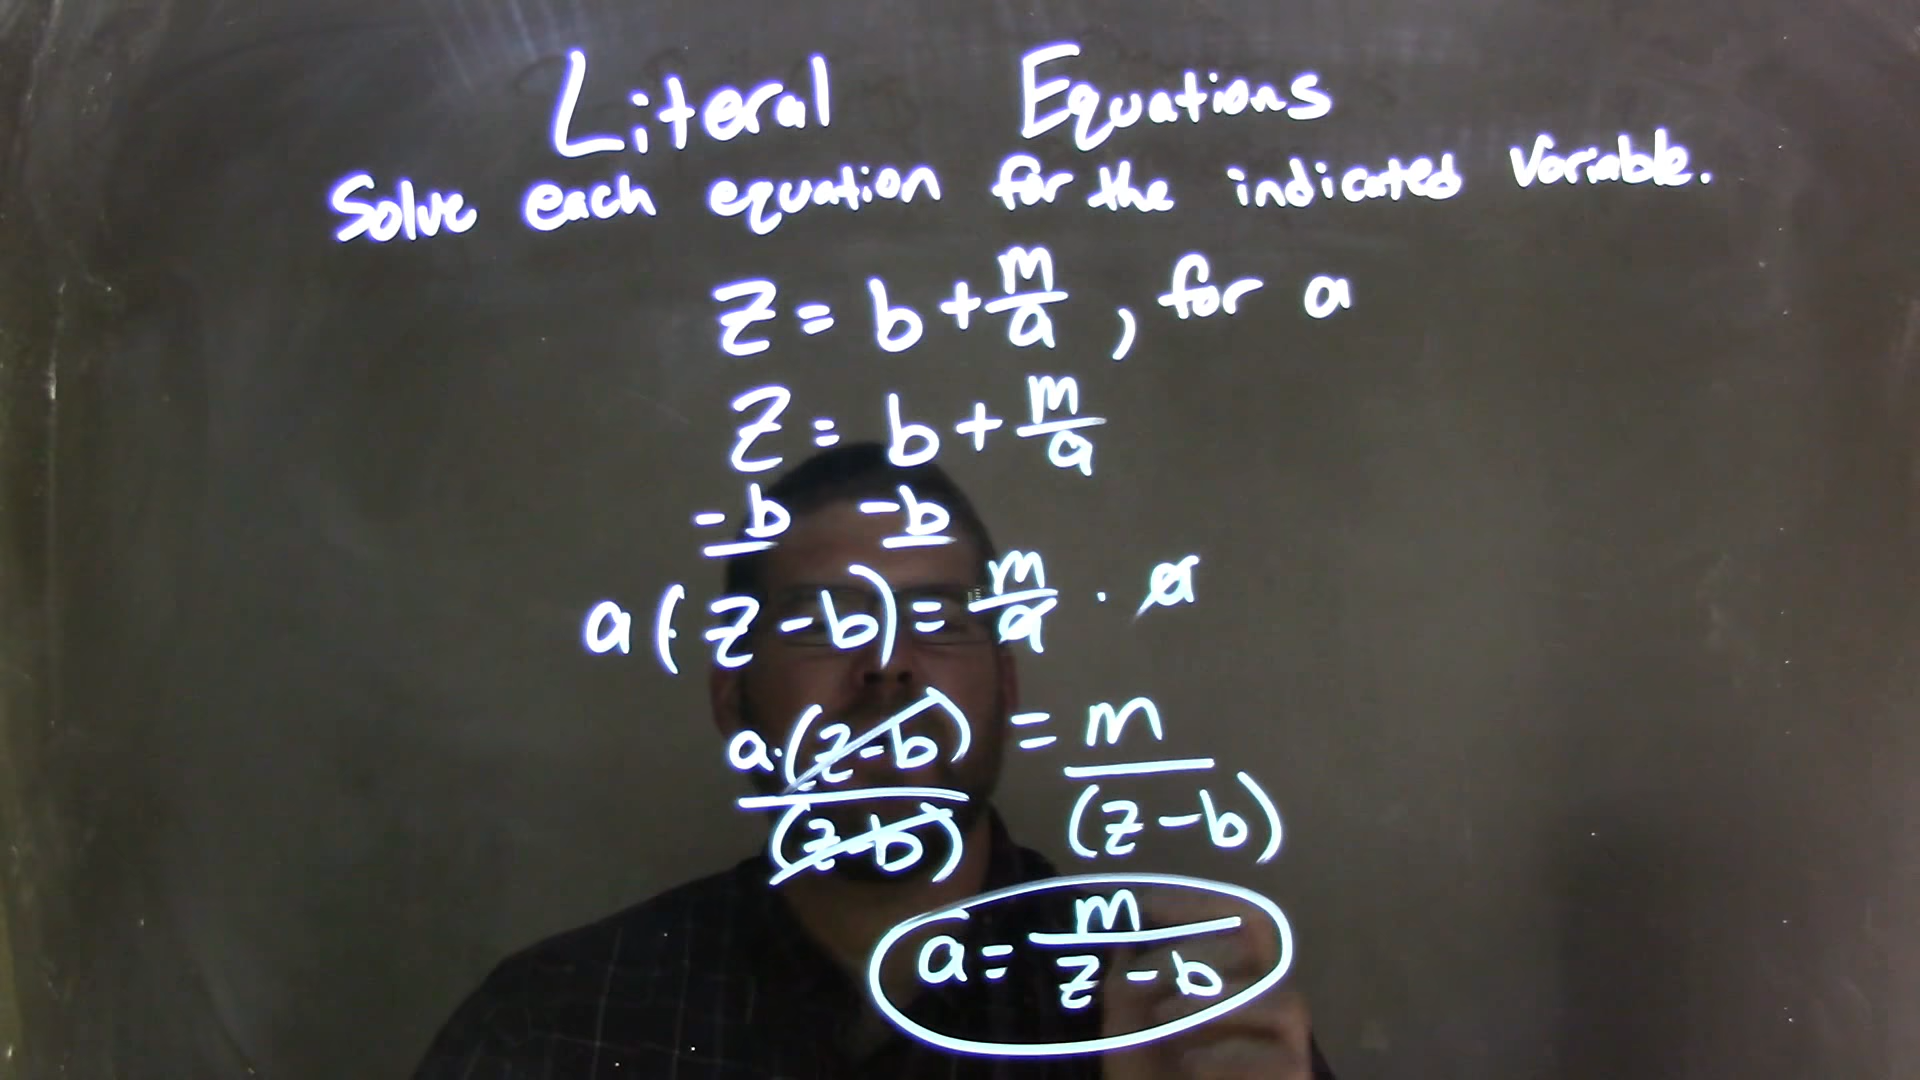 Literal Equations
Solve each equation for the indicated variable.
z = b + m/a , for a
z = b + m/a
-b -b
a(z-b) = m/a · a
a·(z-b)/(z-b) = m/(z-b)
a = m/(z-b)